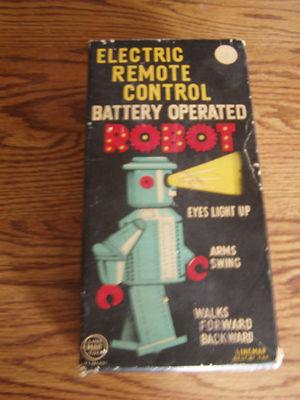 ELECTRIC
REMOTE
CONTROL
BATTERY OPERATED
ROBOT
EYES LIGHT UP
ARMS
SWING
WALKS
FORWARD
BACKWARD
LINEMAR